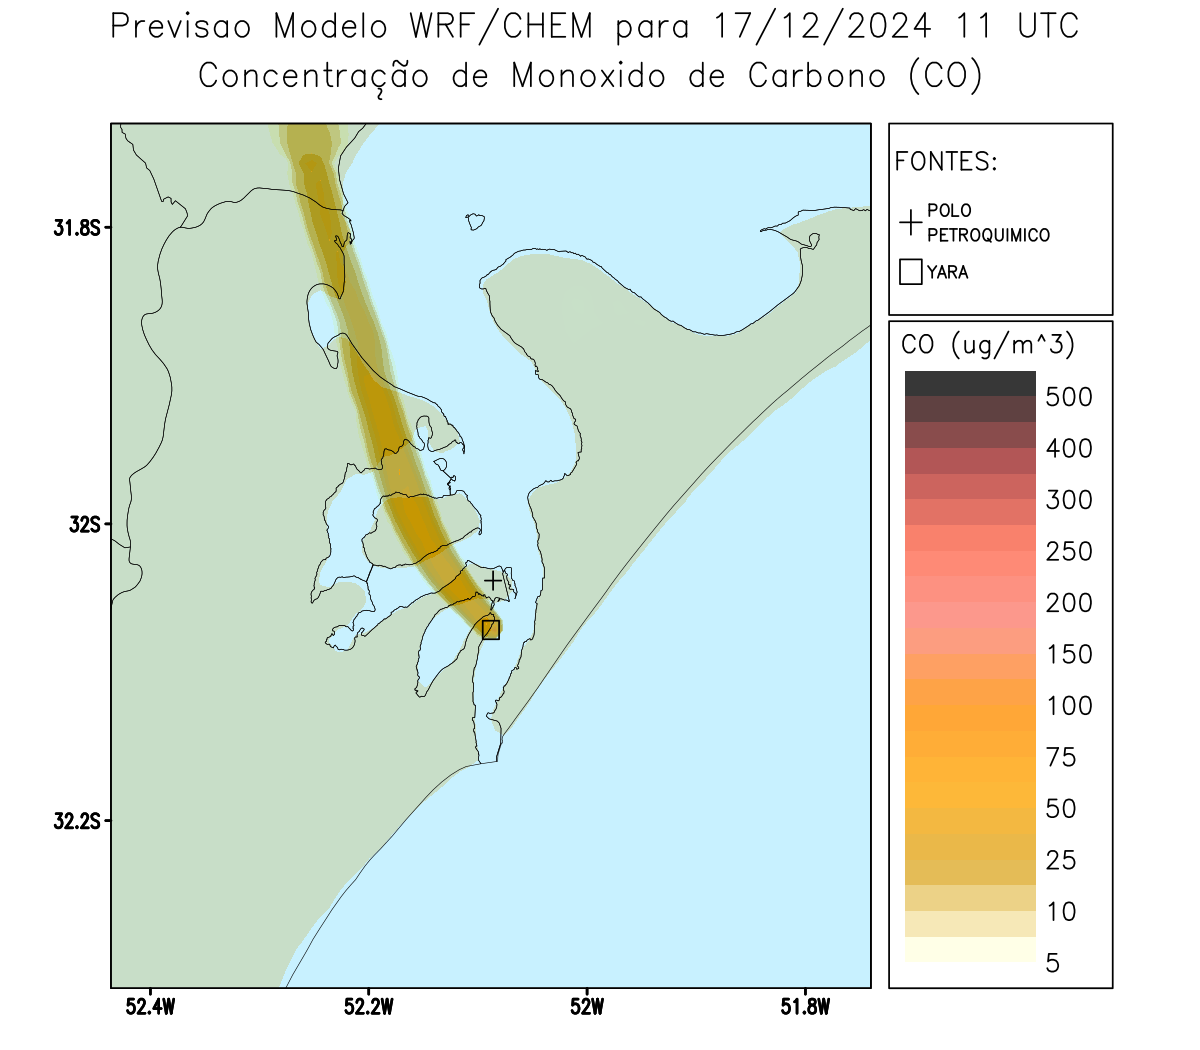 Previsao Modelo WRF/CHEM para 17/12/2024 11 UTC
Concentração de Monoxido de Carbono (CO)
FONTES:
POLO
PETROQUIMICO
YARA
CO (ug/m^3)
500
400
300
250
200
150
100
75
50
25
10
5
31.8S
32S
32.2S
52.4W
52.2W
52W
51.8W